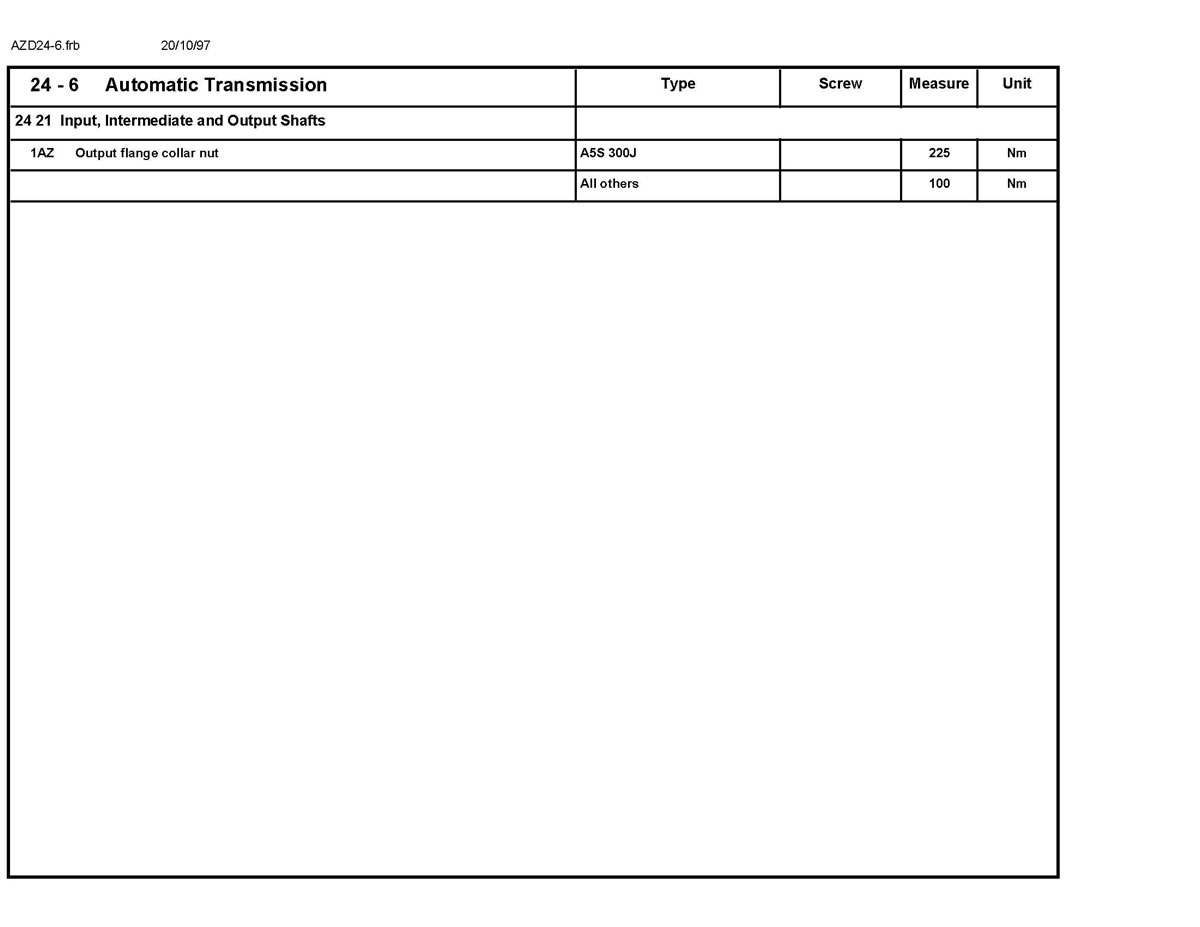 AZD24-6.frb 20/10/97
24 - 6 Automatic Transmission Type Screw Measure Unit
24 21 Input, Intermediate and Output Shafts
1AZ Output flange collar nut A5S 300J 225 Nm
All others 100 Nm